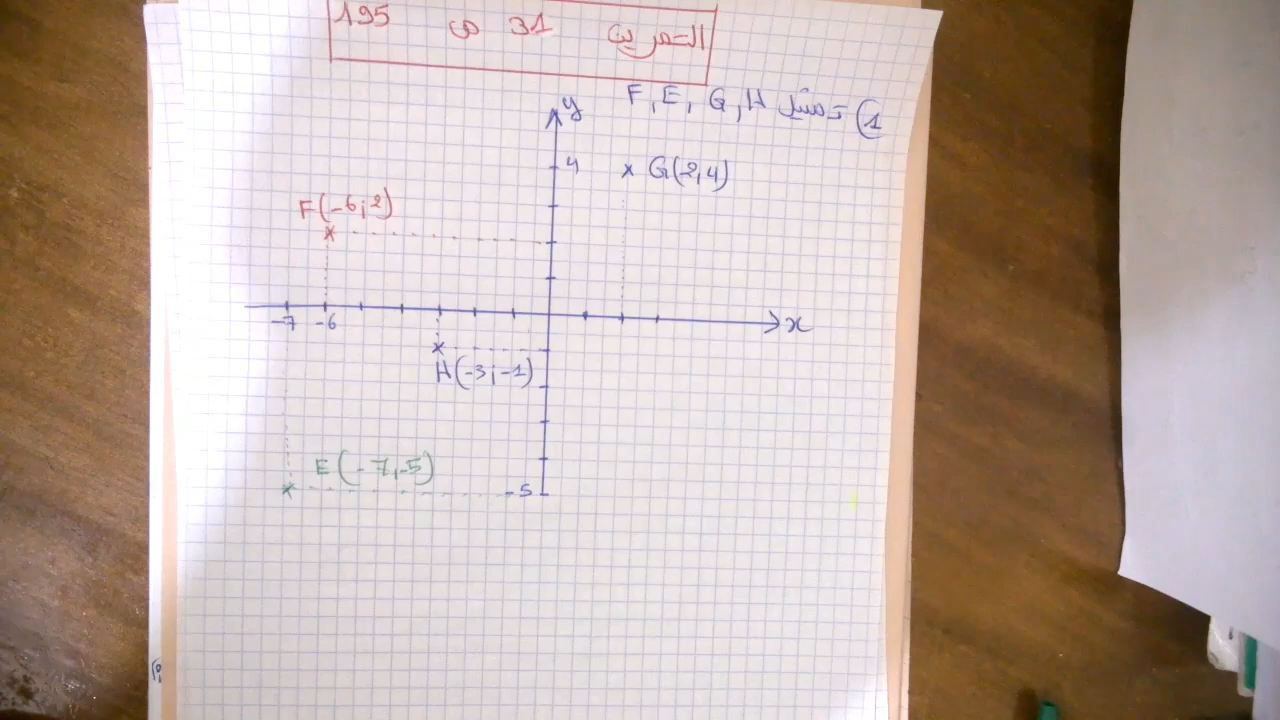 التمرين 31 ص 195
1) تمثيل F, E, G, H
y
4
G(2,4)
F(-6;2)
-7 -6
x
H(-3;-1)
E(-7,-5)
-5